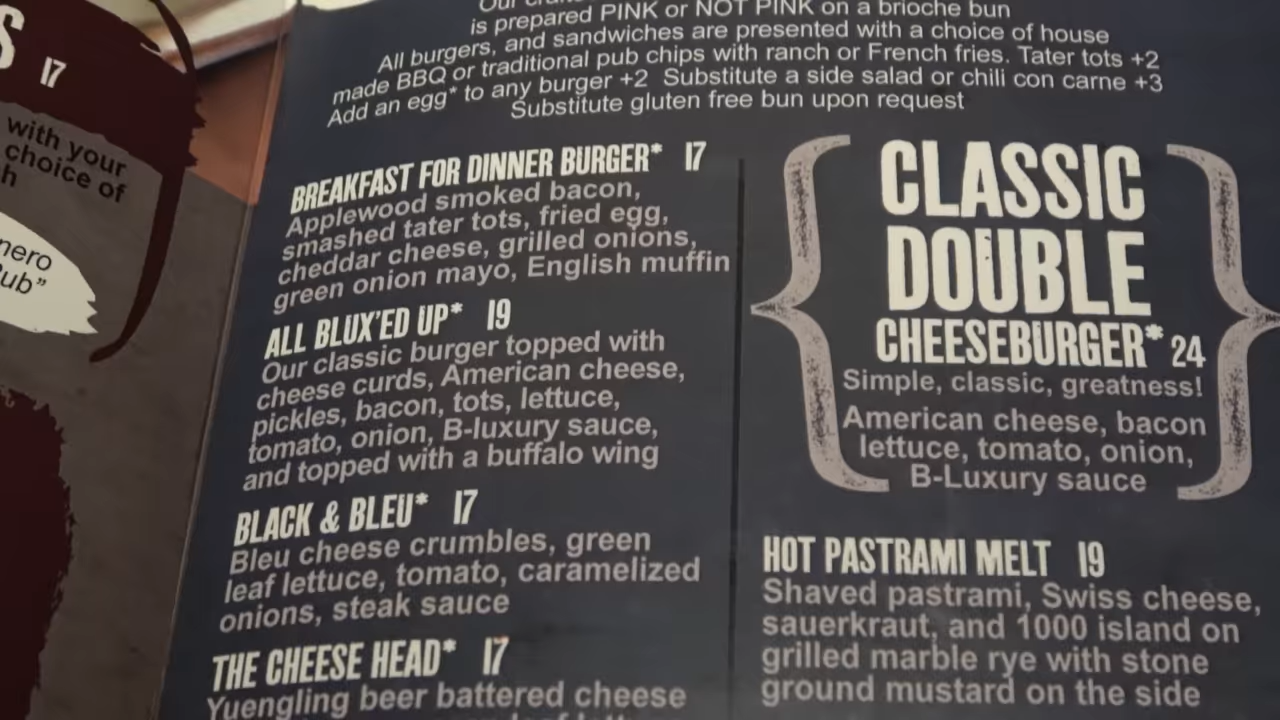 S 17
with your
choice of
h
nero
Pub”
Our
is prepared PINK or NOT PINK on a brioche bun
All burgers, and sandwiches are presented with a choice of house
made BBQ or traditional pub chips with ranch or French fries. Tater tots +2
Add an egg* to any burger +2 Substitute a side salad or chili con carne +3
Substitute gluten free bun upon request
BREAKFAST FOR DINNER BURGER* 17
Applewood smoked bacon,
smashed tater tots, fried egg,
cheddar cheese, grilled onions,
green onion mayo, English muffin
ALL BLUX'ED UP* 19
Our classic burger topped with
cheese curds, American cheese,
pickles, bacon, tots, lettuce,
tomato, onion, B-luxury sauce,
and topped with a buffalo wing
BLACK & BLEU* 17
Bleu cheese crumbles, green
leaf lettuce, tomato, caramelized
onions, steak sauce
THE CHEESE HEAD* 17
Yuengling beer battered cheese
CLASSIC
DOUBLE
CHEESEBURGER* 24
Simple, classic, greatness!
American cheese, bacon
lettuce, tomato, onion,
B-Luxury sauce
HOT PASTRAMI MELT 19
Shaved pastrami, Swiss cheese,
sauerkraut, and 1000 island on
grilled marble rye with stone
ground mustard on the side